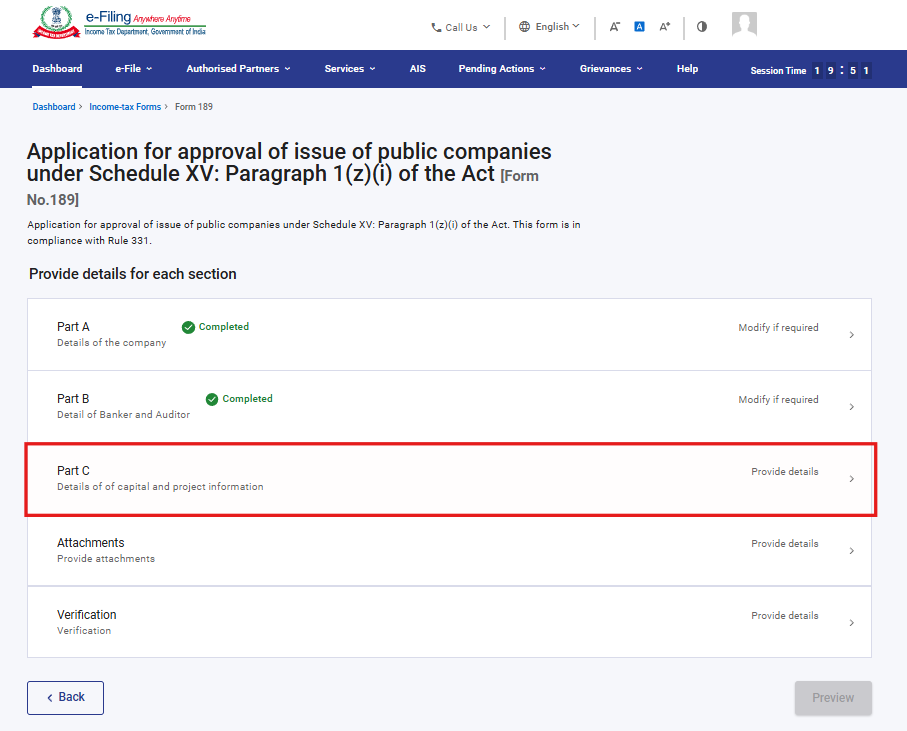 e-Filing Anywhere Anytime
Income Tax Department, Government of India
Call Us
English
A-
A
A+
Dashboard
e-File
Authorised Partners
Services
AIS
Pending Actions
Grievances
Help
Session Time 1 9 : 5 1
Dashboard > Income-tax Forms > Form 189
Application for approval of issue of public companies
under Schedule XV: Paragraph 1(z)(i) of the Act [Form
No.189]
Application for approval of issue of public companies under Schedule XV: Paragraph 1(z)(i) of the Act. This form is in
compliance with Rule 331.
Provide details for each section
Part A
Completed
Modify if required
Details of the company
Part B
Completed
Modify if required
Detail of Banker and Auditor
Part C
Provide details
Details of of capital and project information
Attachments
Provide details
Provide attachments
Verification
Provide details
Verification
< Back
Preview